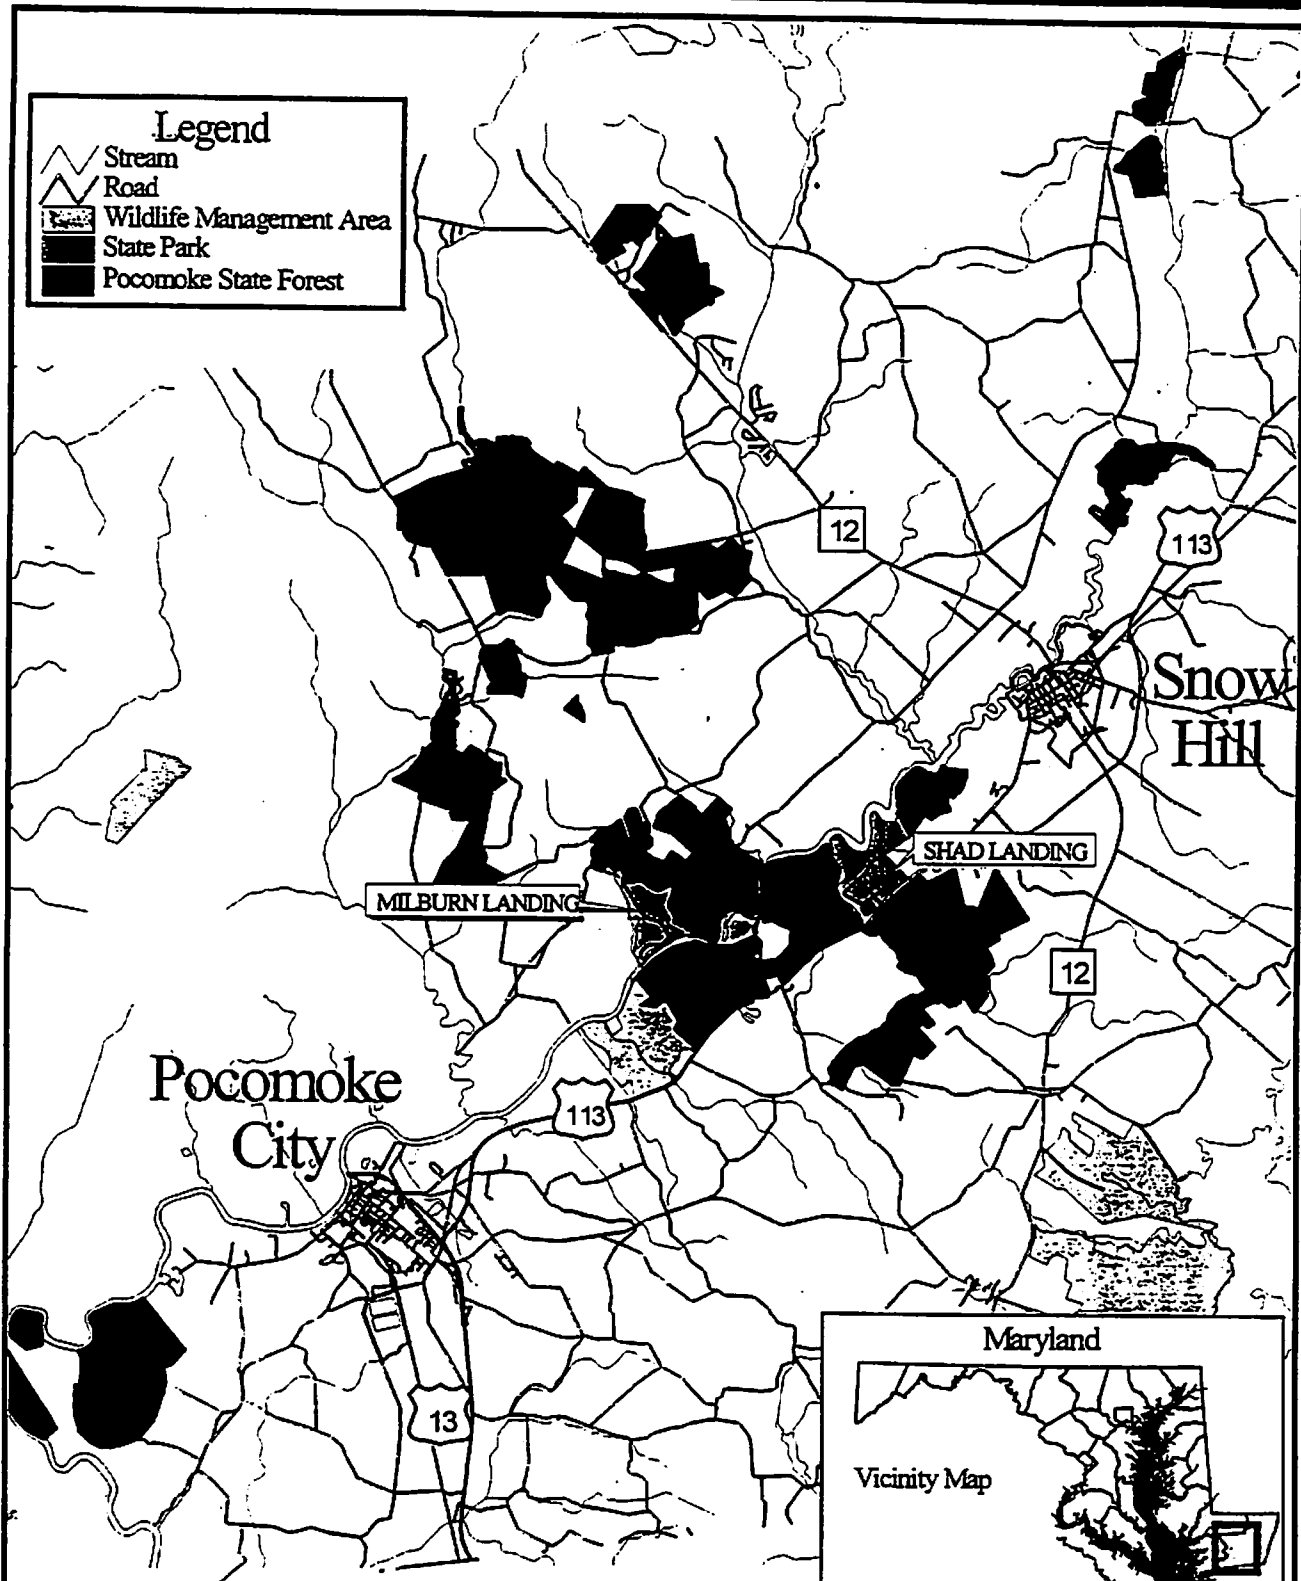 Legend
Stream
Road
Wildlife Management Area
State Park
Pocomoke State Forest
12
113
Snow
Hill
SHAD LANDING
MILBURN LANDING
12
Pocomoke
City
113
13
Maryland
Vicinity Map